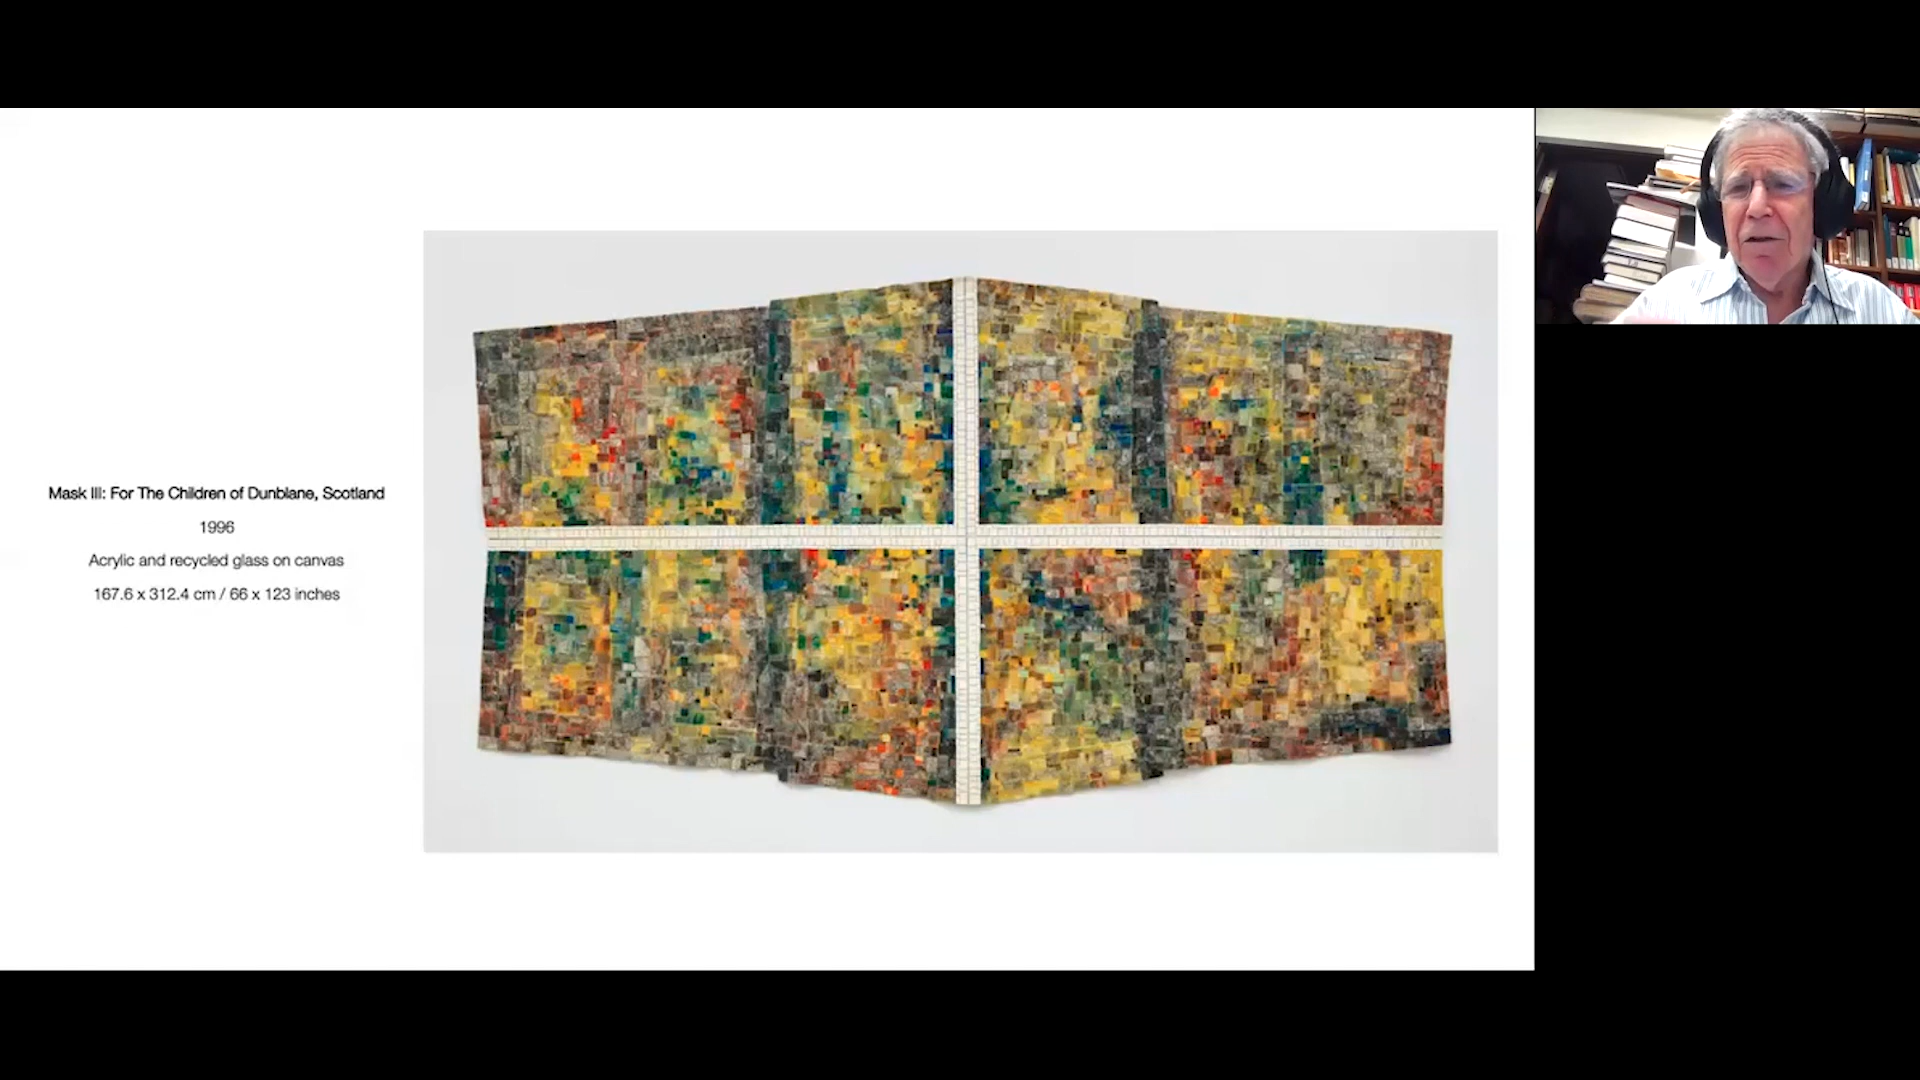 Mask III: For The Children of Dunblane, Scotland
1996
Acrylic and recycled glass on canvas
167.6 x 312.4 cm / 66 x 123 inches